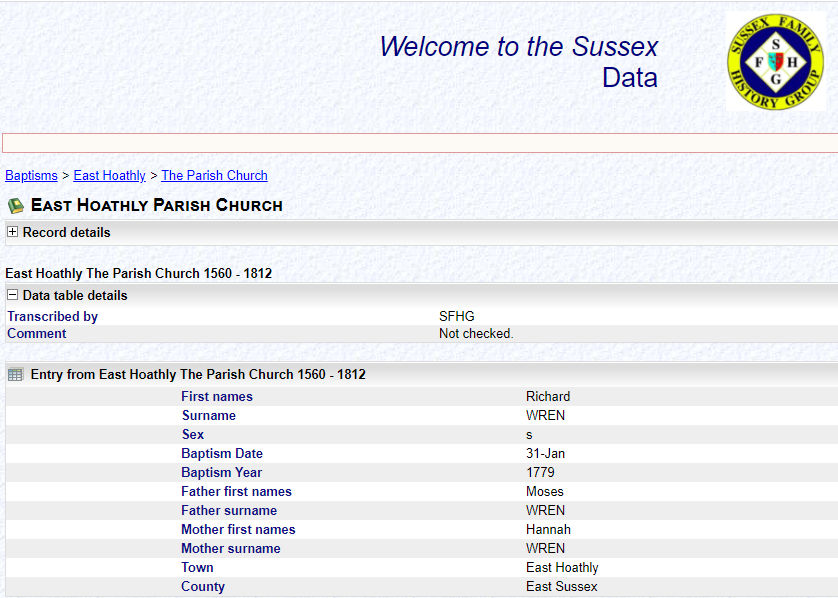 Welcome to the Sussex
Data
SUSSEX FAMILY
HISTORY GROUP
S
F H
G
Baptisms > East Hoathly > The Parish Church
East Hoathly Parish Church
Record details
East Hoathly The Parish Church 1560 - 1812
Data table details
Transcribed by SFHG
Comment Not checked.
Entry from East Hoathly The Parish Church 1560 - 1812
First names Richard
Surname WREN
Sex s
Baptism Date 31-Jan
Baptism Year 1779
Father first names Moses
Father surname WREN
Mother first names Hannah
Mother surname WREN
Town East Hoathly
County East Sussex